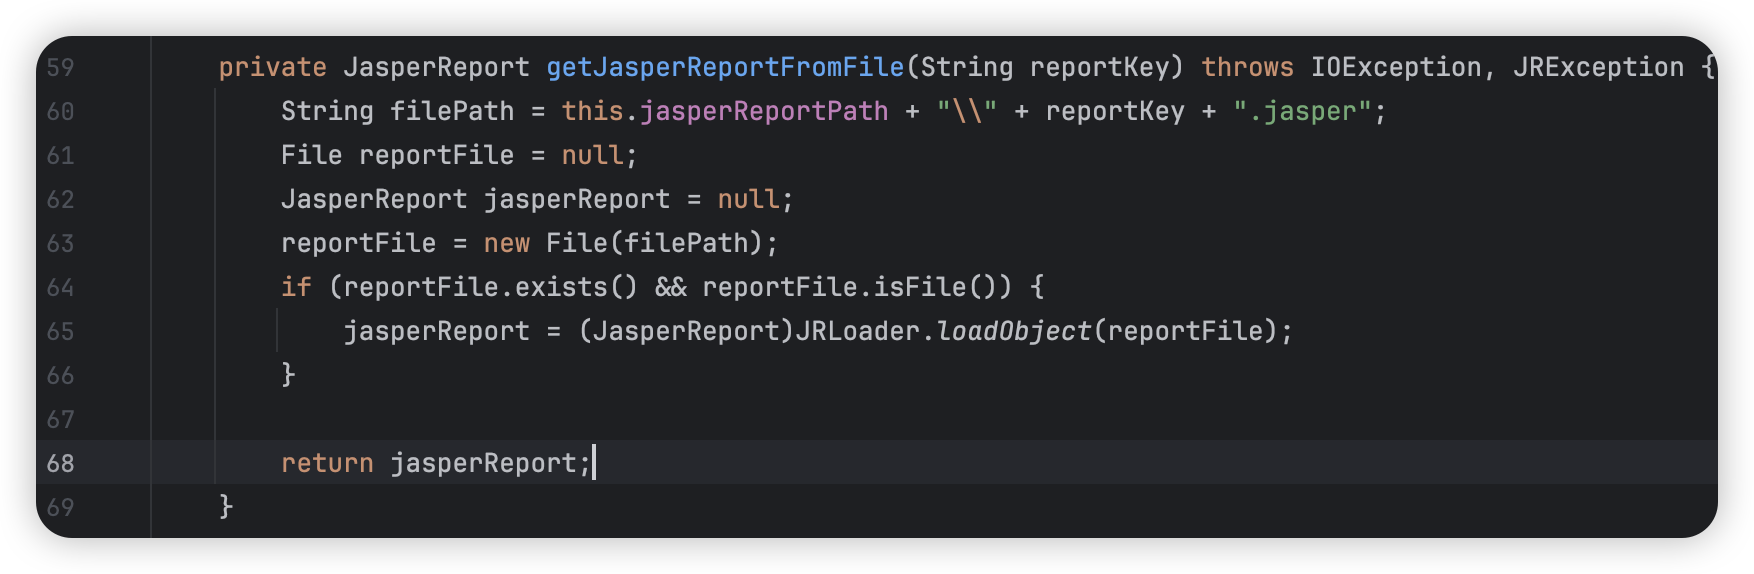 59 private JasperReport getJasperReportFromFile(String reportKey) throws IOException, JRException {
60 String filePath = this.jasperReportPath + "\\" + reportKey + ".jasper";
61 File reportFile = null;
62 JasperReport jasperReport = null;
63 reportFile = new File(filePath);
64 if (reportFile.exists() && reportFile.isFile()) {
65 jasperReport = (JasperReport)JRLoader.loadObject(reportFile);
66 }
67
68 return jasperReport;
69 }